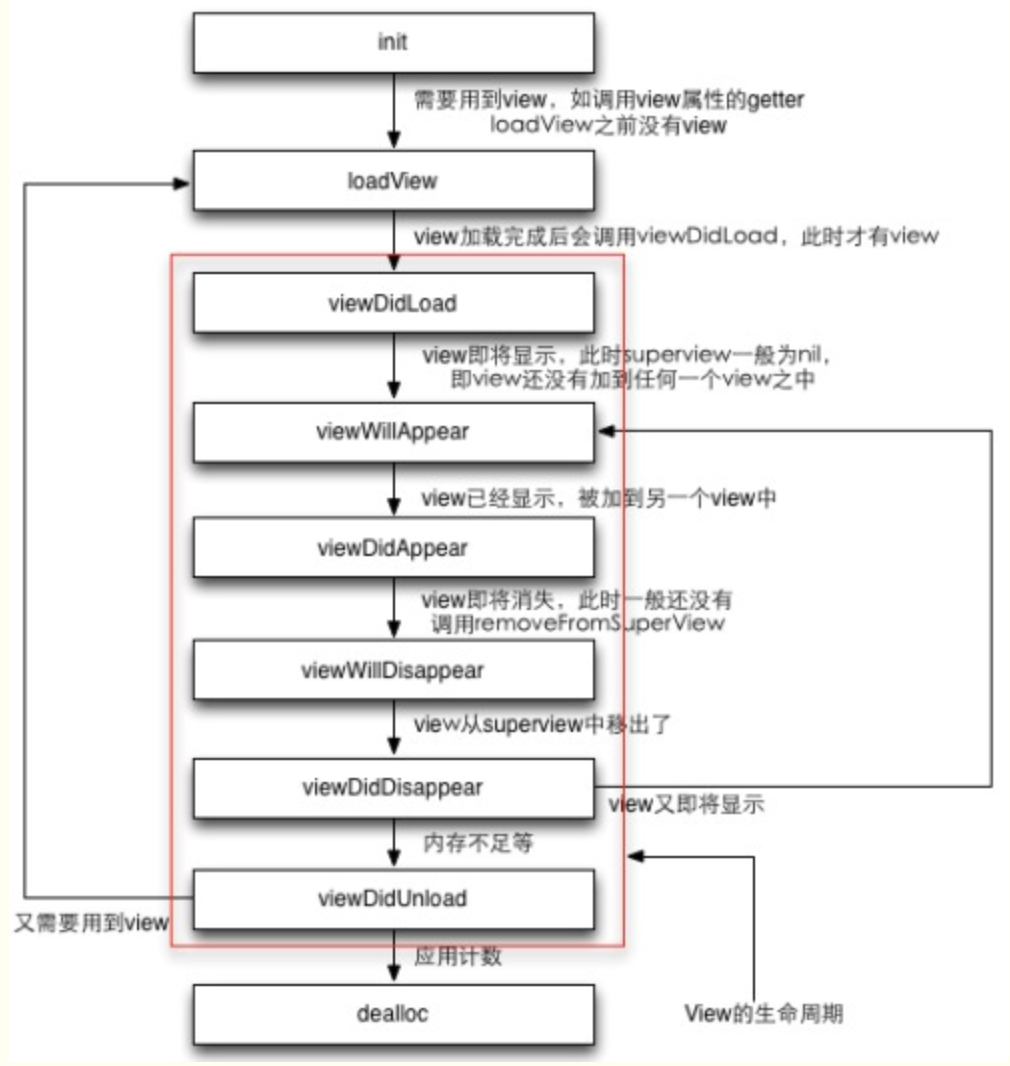 init
需要用到view，如调用view属性的getter
loadView之前没有view
loadView
view加载完成后会调用viewDidLoad，此时才有view
viewDidLoad
view即将显示，此时superview一般为nil，
即view还没有加到任何一个view之中
viewWillAppear
view已经显示，被加到另一个view中
viewDidAppear
view即将消失，此时一般还没有
调用removeFromSuperView
viewWillDisappear
view从superview中移出了
viewDidDisappear
view又即将显示
内存不足等
viewDidUnload
又需要用到view
应用计数
dealloc
View的生命周期